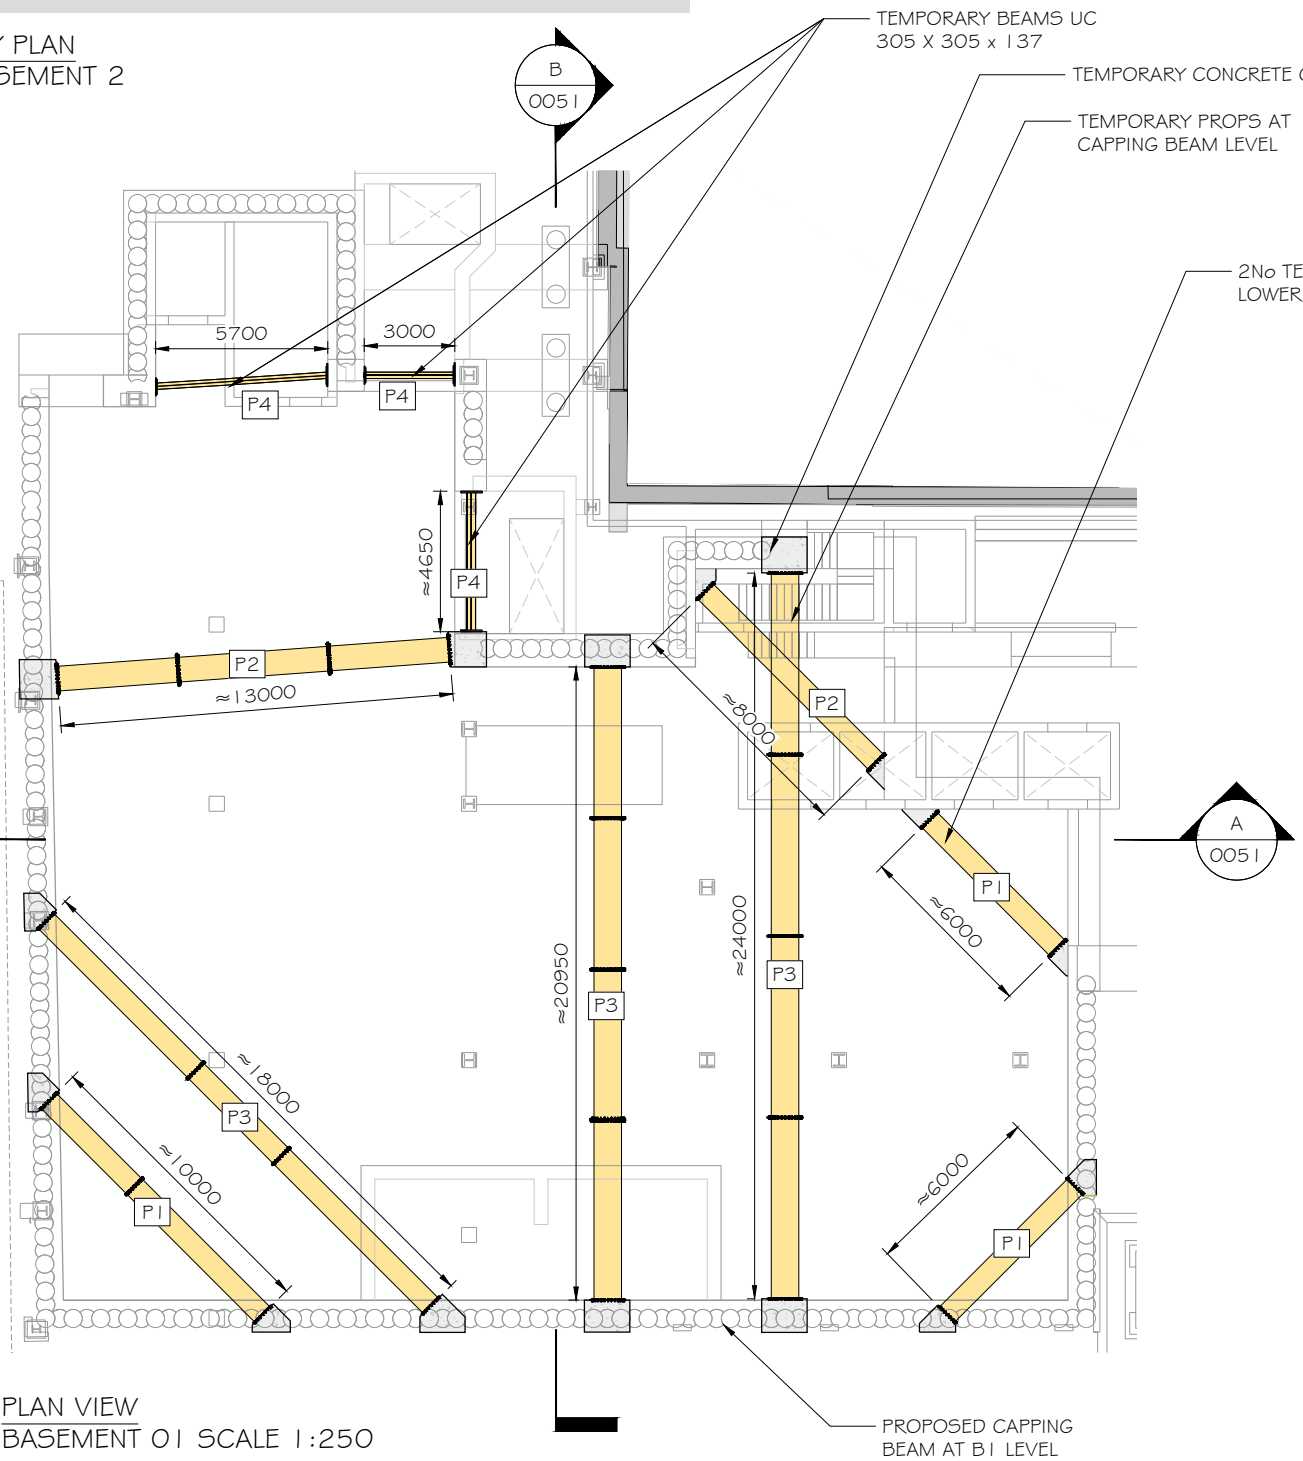 PLAN
BASEMENT 2
B
0051
TEMPORARY BEAMS UC
305 X 305 x 137
TEMPORARY CONCRETE
TEMPORARY PROPS AT
CAPPING BEAM LEVEL
2No
LOWER
5700
3000
P4
P4
≈4650
P4
P2
≈13000
≈8000
P2
A
0051
P1
≈6000
≈20950
P3
≈24000
P3
≈18000
P3
≈10000
P1
≈6000
P1
PLAN VIEW
BASEMENT 01 SCALE 1:250
PROPOSED CAPPING
BEAM AT B1 LEVEL